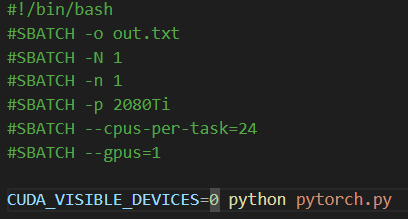 #!/bin/bash
#SBATCH -o out.txt
#SBATCH -N 1
#SBATCH -n 1
#SBATCH -p 2080Ti
#SBATCH --cpus-per-task=24
#SBATCH --gpus=1
CUDA_VISIBLE_DEVICES=0 python pytorch.py